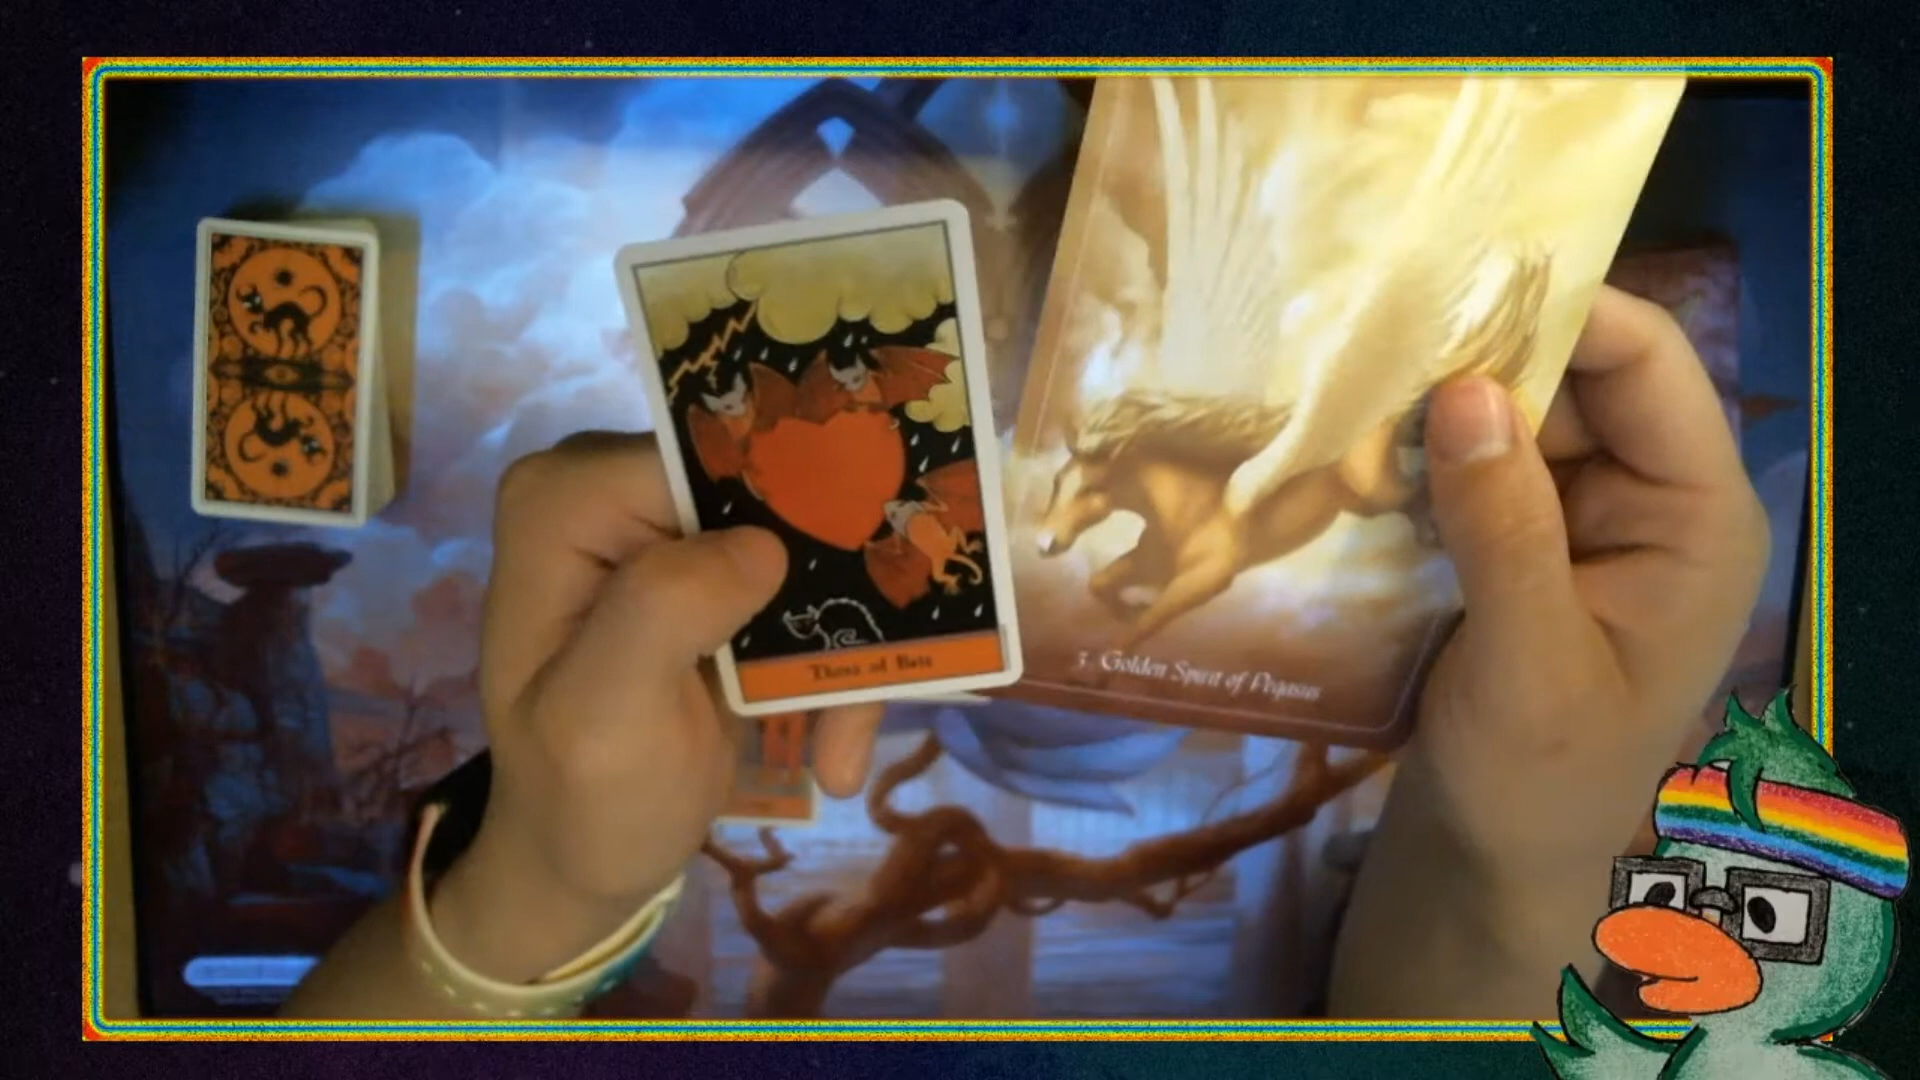 Three of Bats
3. Golden Spirit of Pegasus